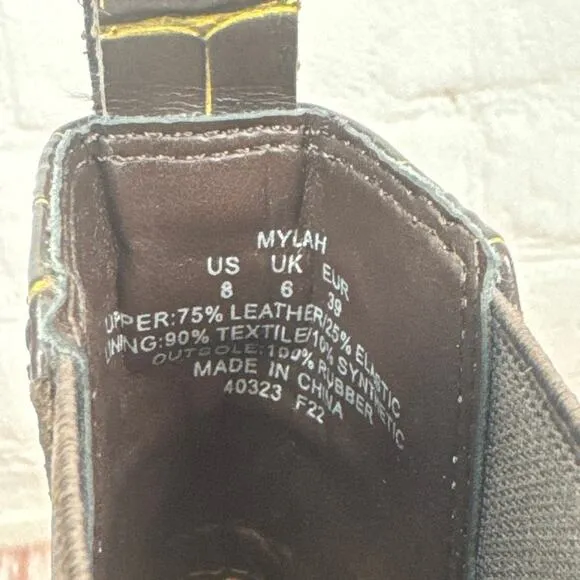 MYLAH
US UK EUR
8 6 39
UPPER:75% LEATHER/25% ELASTIC
LINING:90% TEXTILE/10% SYNTHETIC
OUTSOLE:100% RUBBER
MADE IN CHINA
40323 F22